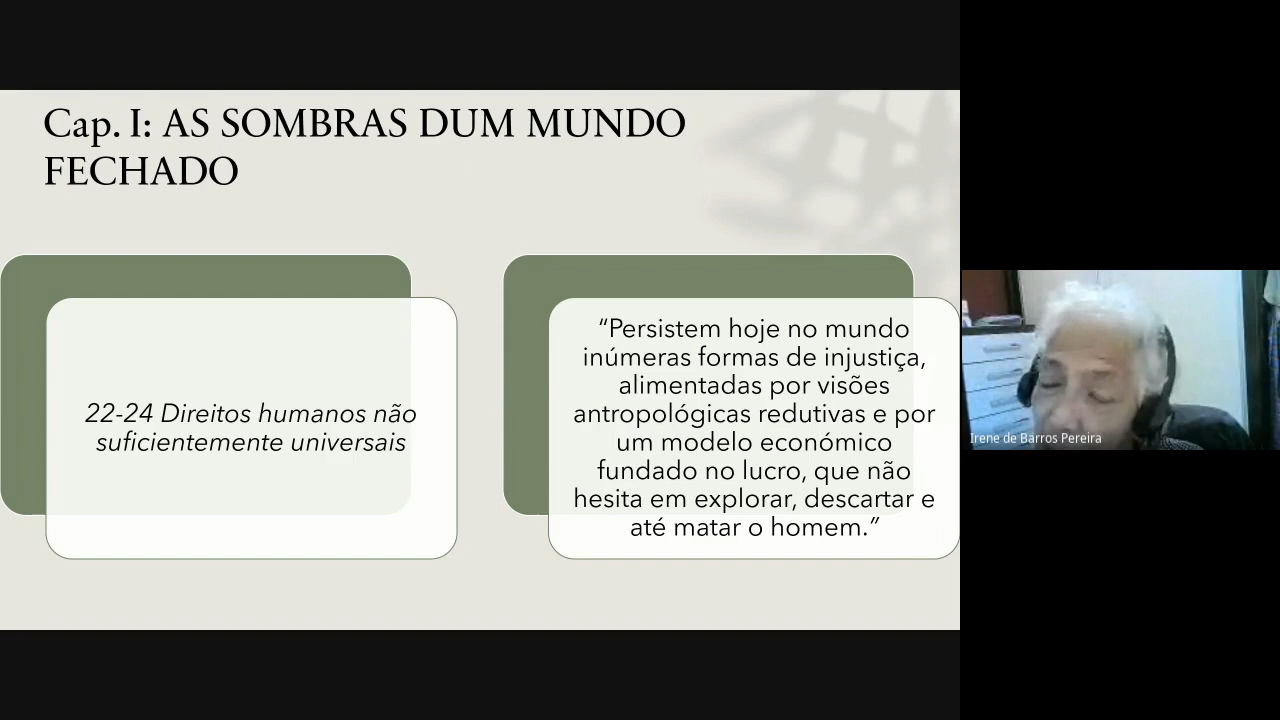 Cap. I: AS SOMBRAS DUM MUNDO
FECHADO
22-24 Direitos humanos não
suficientemente universais
“Persistem hoje no mundo
inúmeras formas de injustiça,
alimentadas por visões
antropológicas redutivas e por
um modelo económico
fundado no lucro, que não
hesita em explorar, descartar e
até matar o homem.”
Irene de Barros Pereira